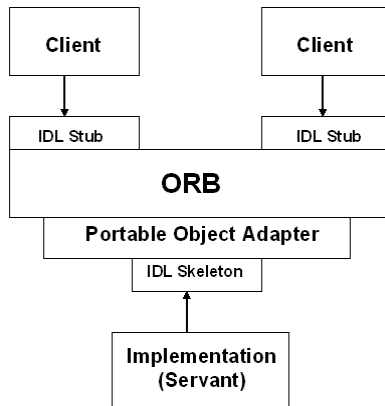 Client
Client
IDL Stub
IDL Stub
ORB
Portable Object Adapter
IDL Skeleton
Implementation
(Servant)